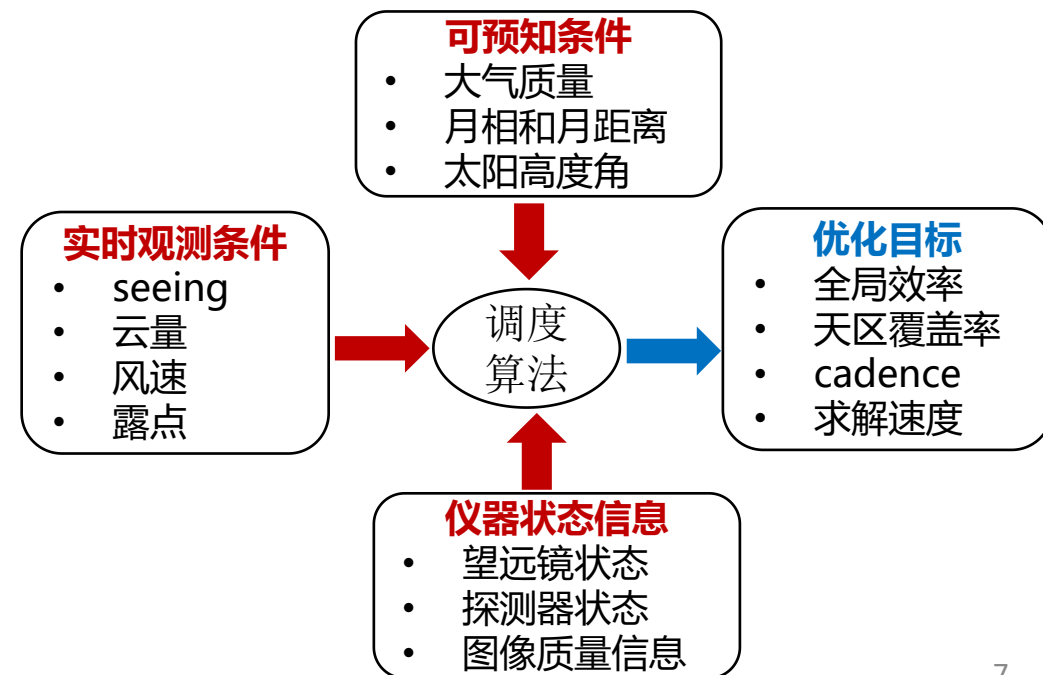 可预知条件
• 大气质量
• 月相和月距离
• 太阳高度角
实时观测条件
• seeing
• 云量
• 风速
• 露点
调度
算法
优化目标
• 全局效率
• 天区覆盖率
• cadence
• 求解速度
仪器状态信息
• 望远镜状态
• 探测器状态
• 图像质量信息
7